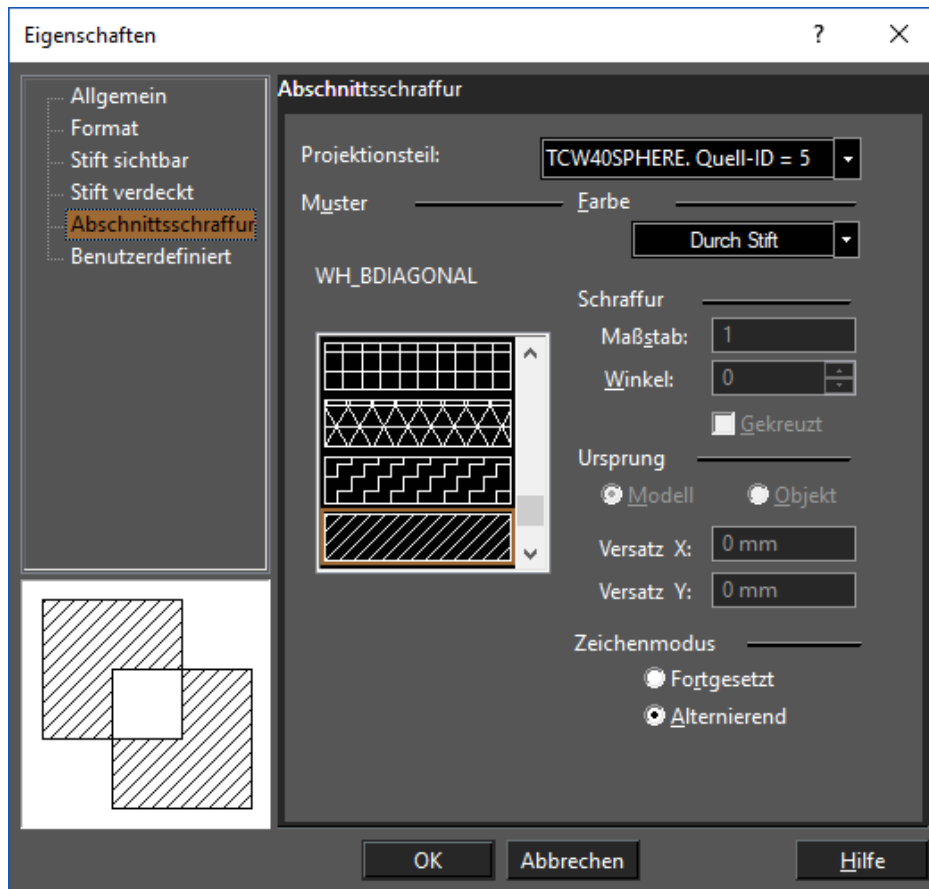 Eigenschaften
?
Allgemein
Format
Stift sichtbar
Stift verdeckt
Abschnittsschraffur
Benutzerdefiniert
Abschnittsschraffur
Projektionsteil:
TCW40SPHERE. Quell-ID = 5
Muster
Farbe
Durch Stift
WH_BDIAGONAL
Schraffur
Maßstab:
1
Winkel:
0
Gekreuzt
Ursprung
Modell
Objekt
Versatz X:
0 mm
Versatz Y:
0 mm
Zeichenmodus
Fortgesetzt
Alternierend
OK
Abbrechen
Hilfe